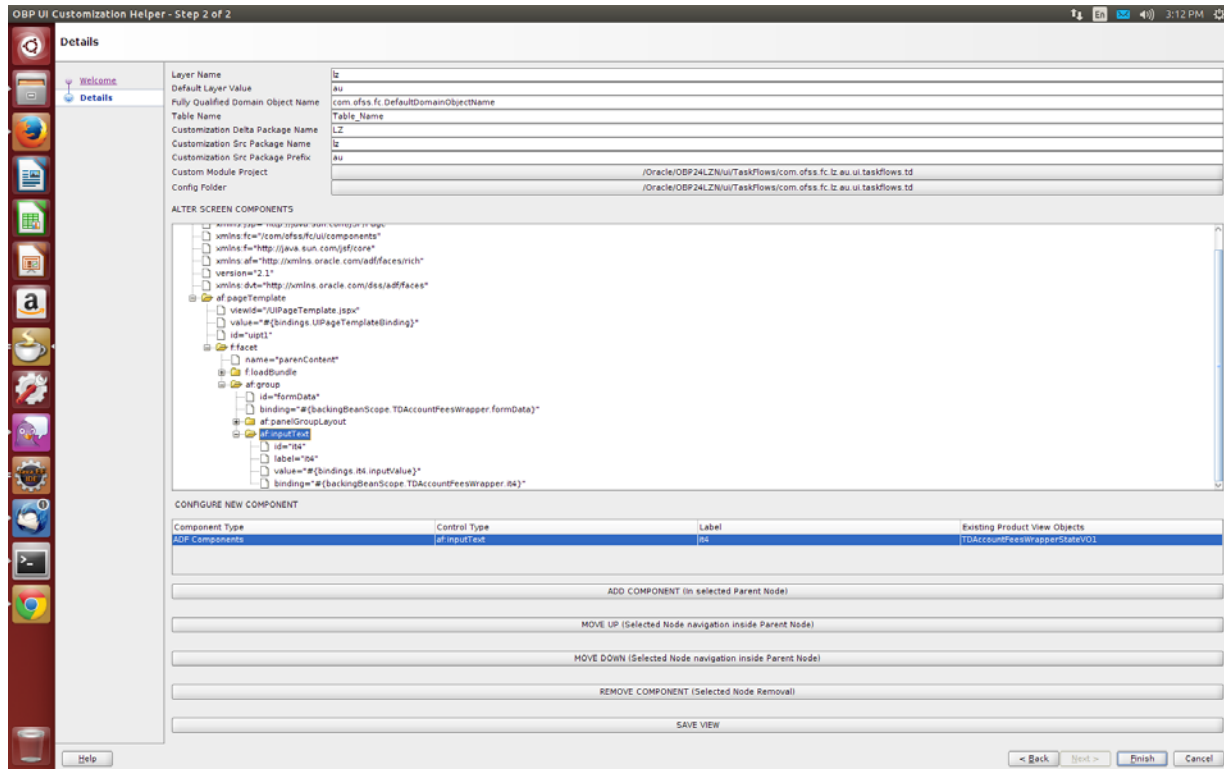 OBP UI Customization Helper - Step 2 of 2
En
3:12 PM
Details
Welcome
Details
Layer Name lz
Default Layer Value au
Fully Qualified Domain Object Name com.ofss.fc.DefaultDomainObjectName
Table Name Table_Name
Customization Delta Package Name LZ
Customization Src Package Name lz
Customization Src Package Prefix au
Custom Module Project /Oracle/OBP24LZN/ui/TaskFlows/com.ofss.fc.lz.au.ui.taskflows.td
Config Folder /Oracle/OBP24LZN/ui/TaskFlows/com.ofss.fc.lz.au.ui.taskflows.td
ALTER SCREEN COMPONENTS
xmlns:jsp="http://java.sun.com/JSP/Page"
xmlns:fc="/com/ofss/fc/ui/components"
xmlns:f="http://java.sun.com/jsf/core"
xmlns:af="http://xmlns.oracle.com/adf/faces/rich"
version="2.1"
xmlns:dvt="http://xmlns.oracle.com/dss/adf/faces"
af:pageTemplate
viewId="/UIPageTemplate.jspx"
value="#{bindings.UIPageTemplateBinding}"
id="uipt1"
f:facet
name="parenContent"
f:loadBundle
af:group
id="formData"
binding="#{backingBeanScope.TDAccountFeesWrapper.formData}"
af:panelGroupLayout
af:inputText
id="it4"
label="it4"
value="#{bindings.it4.inputValue}"
binding="#{backingBeanScope.TDAccountFeesWrapper.it4}"
CONFIGURE NEW COMPONENT
Component Type Control Type Label Existing Product View Objects
ADF Components af:inputText it4 TDAccountFeesWrapperStateVO1
ADD COMPONENT (In selected Parent Node)
MOVE UP (Selected Node navigation inside Parent Node)
MOVE DOWN (Selected Node navigation inside Parent Node)
REMOVE COMPONENT (Selected Node Removal)
SAVE VIEW
Help < Back Next > Finish Cancel